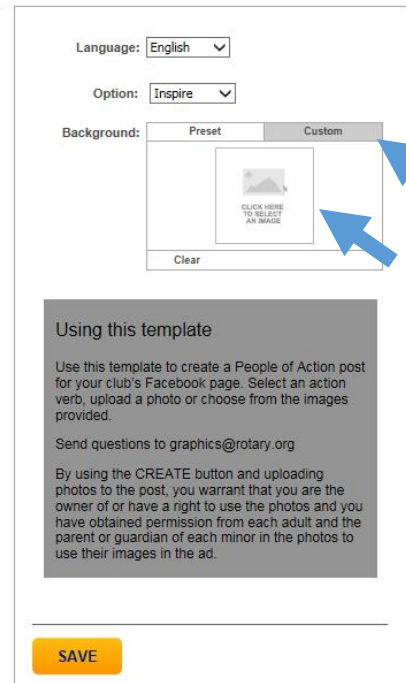 Language: English
Option: Inspire
Background: Preset Custom
CLICK HERE
TO SELECT
AN IMAGE
Clear
Using this template
Use this template to create a People of Action post
for your club's Facebook page. Select an action
verb, upload a photo or choose from the images
provided.
Send questions to graphics@rotary.org
By using the CREATE button and uploading
photos to the post, you warrant that you are the
owner of or have a right to use the photos and you
have obtained permission from each adult and the
parent or guardian of each minor in the photos to
use their images in the ad.
SAVE